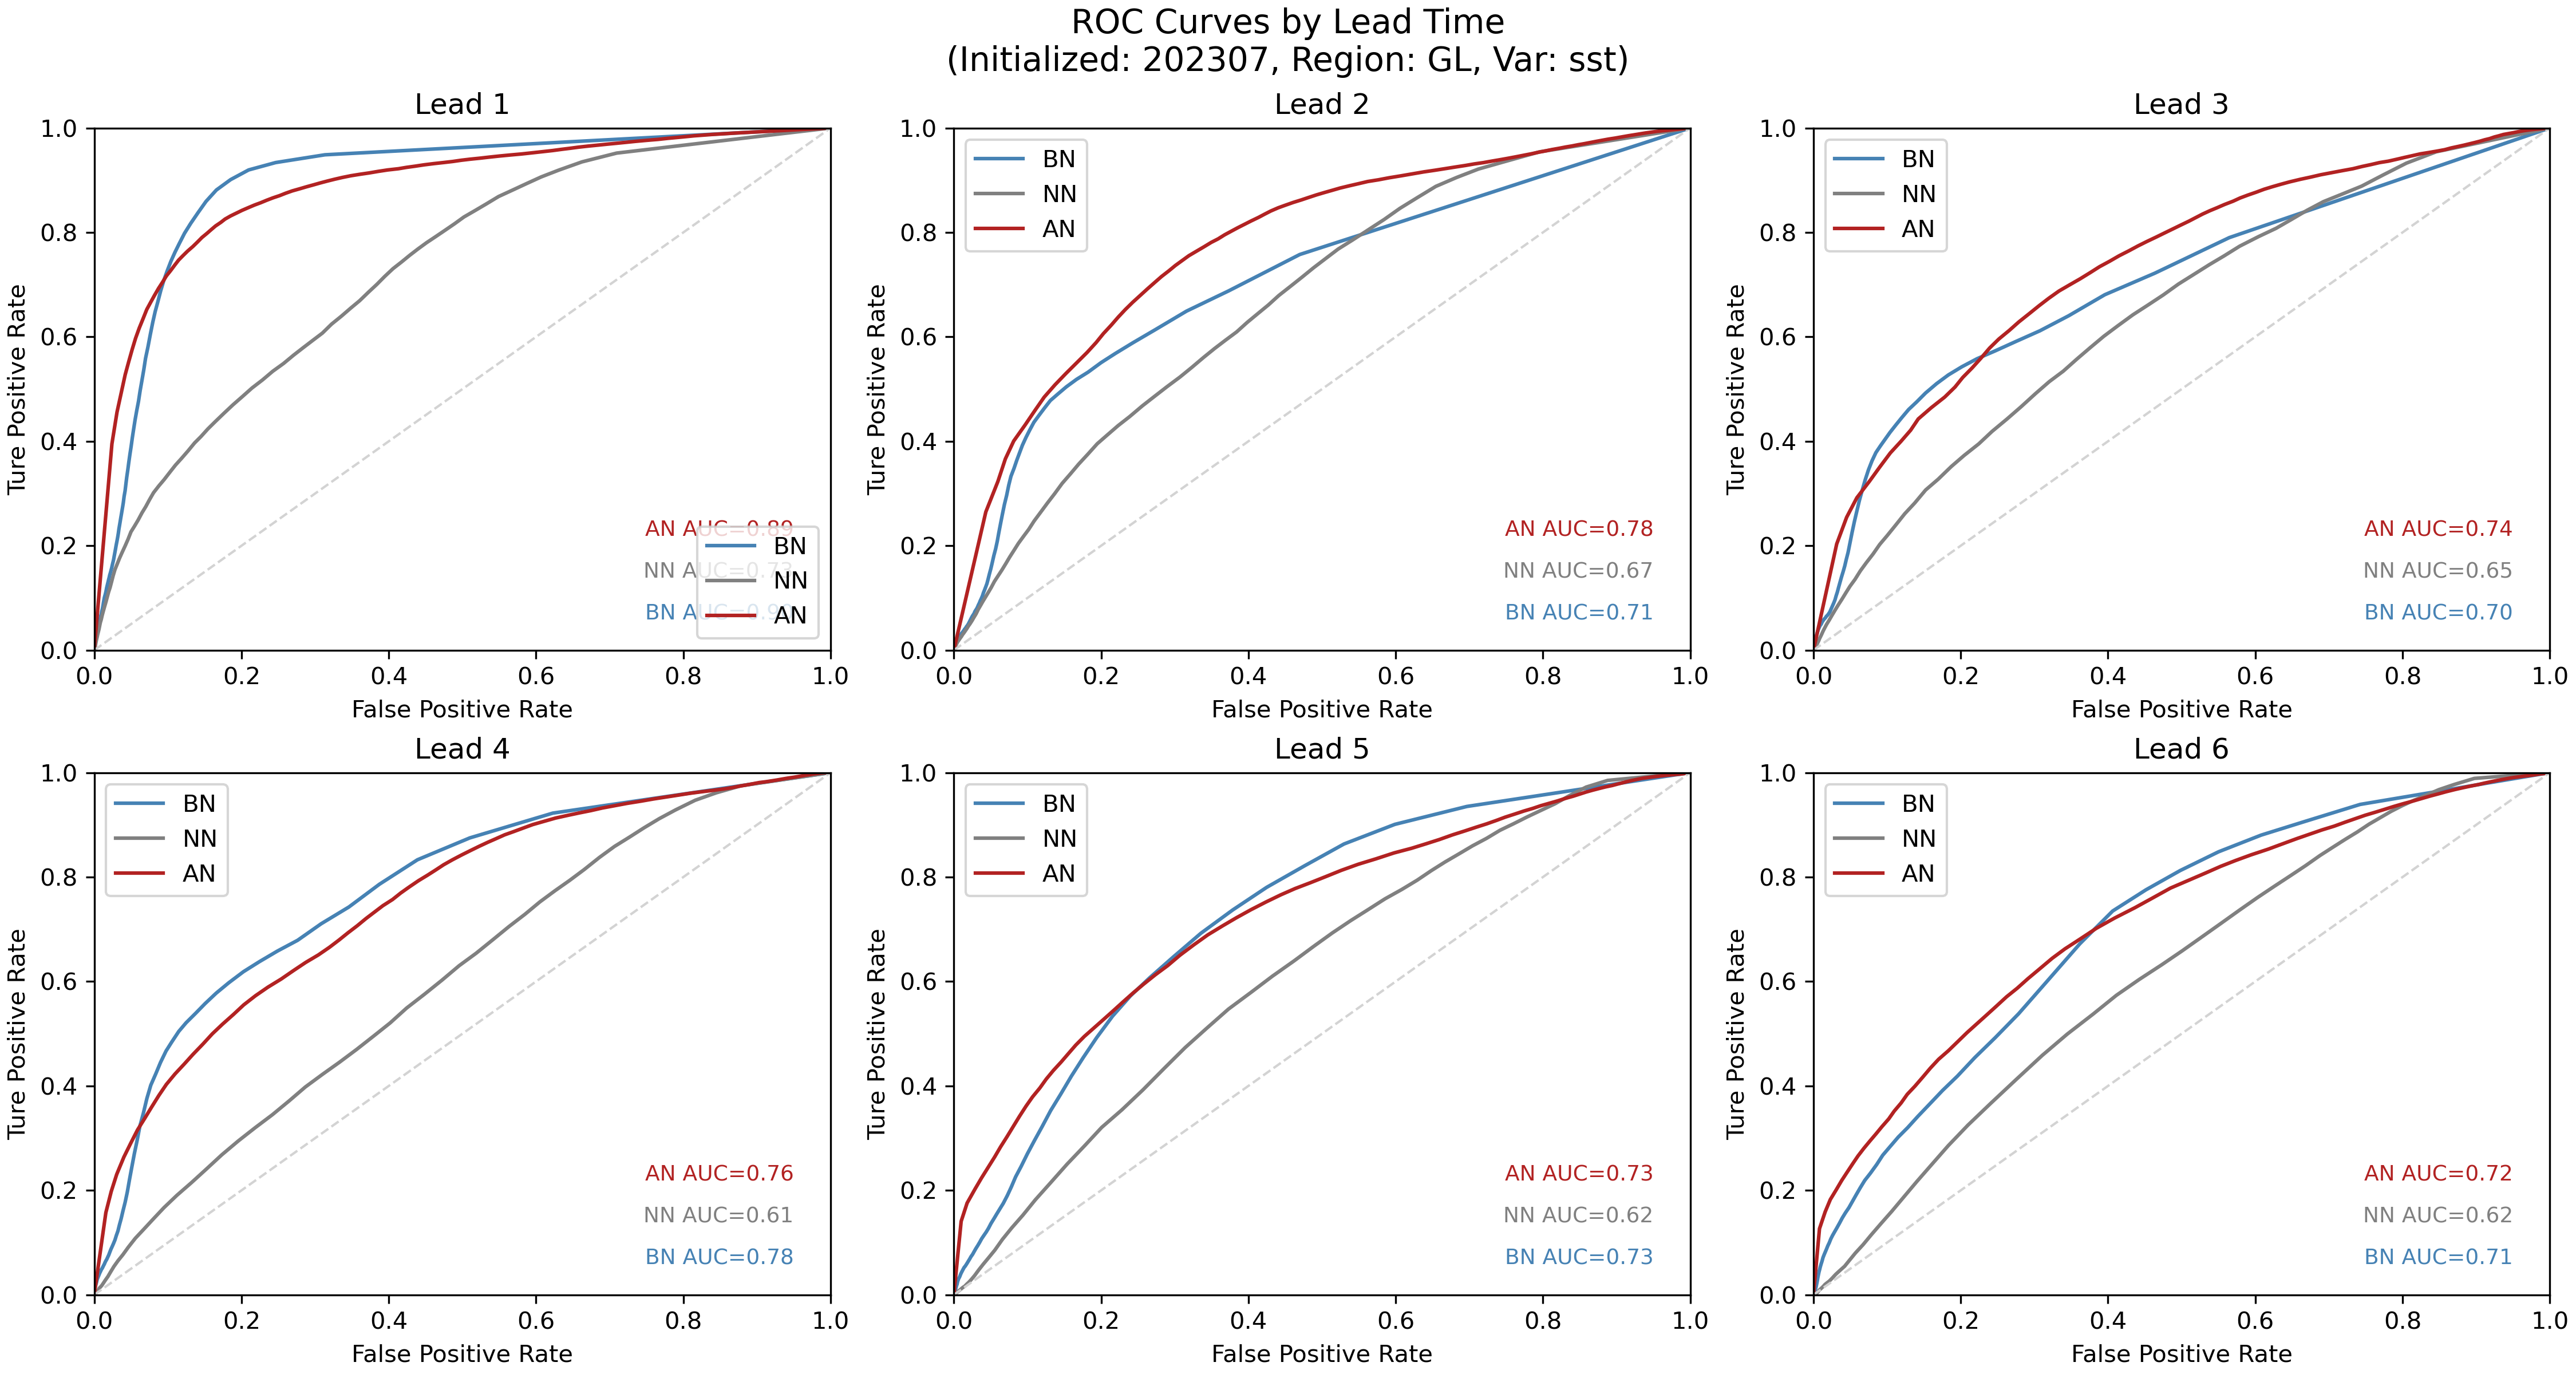 ROC Curves by Lead Time
(Initialized: 202307, Region: GL, Var: sst)
Lead 1
1.0
0.8
0.6
0.4
0.2
0.0
Ture Positive Rate
AN AUC=0.89
NN AUC=0.73
BN AUC
BN
NN
AN
0.0 0.2 0.4 0.6 0.8 1.0
False Positive Rate
Lead 2
1.0
0.8
0.6
0.4
0.2
0.0
Ture Positive Rate
BN
NN
AN
AN AUC=0.78
NN AUC=0.67
BN AUC=0.71
0.0 0.2 0.4 0.6 0.8 1.0
False Positive Rate
Lead 3
1.0
0.8
0.6
0.4
0.2
0.0
Ture Positive Rate
BN
NN
AN
AN AUC=0.74
NN AUC=0.65
BN AUC=0.70
0.0 0.2 0.4 0.6 0.8 1.0
False Positive Rate
Lead 4
1.0
0.8
0.6
0.4
0.2
0.0
Ture Positive Rate
BN
NN
AN
AN AUC=0.76
NN AUC=0.61
BN AUC=0.78
0.0 0.2 0.4 0.6 0.8 1.0
False Positive Rate
Lead 5
1.0
0.8
0.6
0.4
0.2
0.0
Ture Positive Rate
BN
NN
AN
AN AUC=0.73
NN AUC=0.62
BN AUC=0.73
0.0 0.2 0.4 0.6 0.8 1.0
False Positive Rate
Lead 6
1.0
0.8
0.6
0.4
0.2
0.0
Ture Positive Rate
BN
NN
AN
AN AUC=0.72
NN AUC=0.62
BN AUC=0.71
0.0 0.2 0.4 0.6 0.8 1.0
False Positive Rate